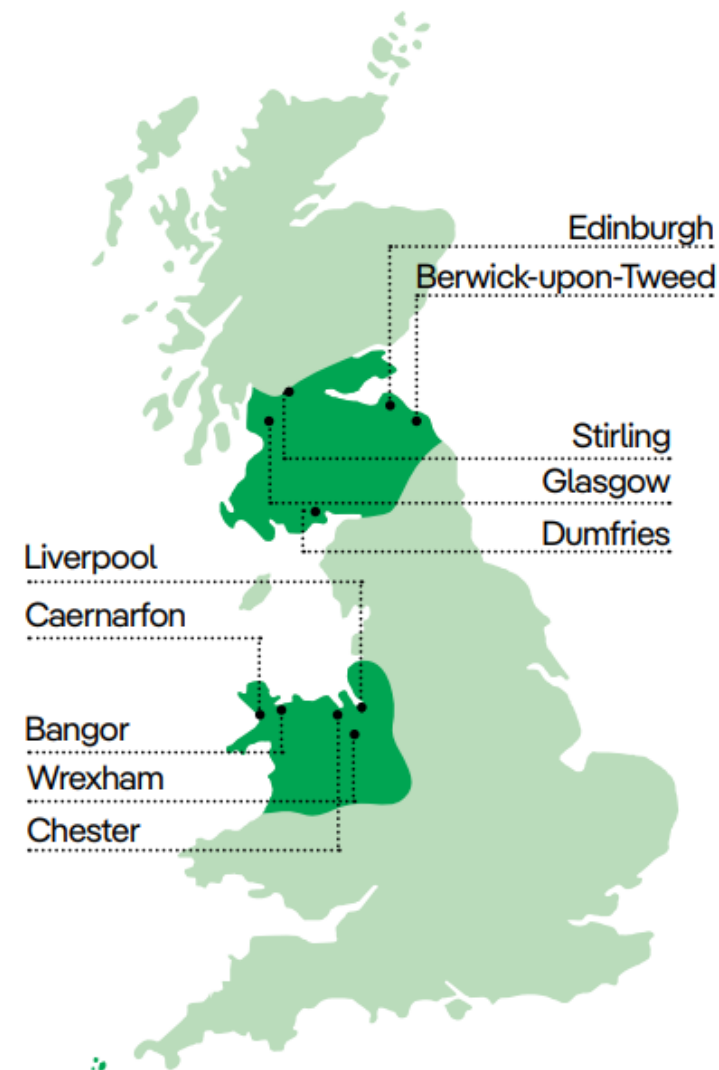 Edinburgh
Berwick-upon-Tweed
Stirling
Glasgow
Dumfries
Liverpool
Caernarfon
Bangor
Wrexham
Chester